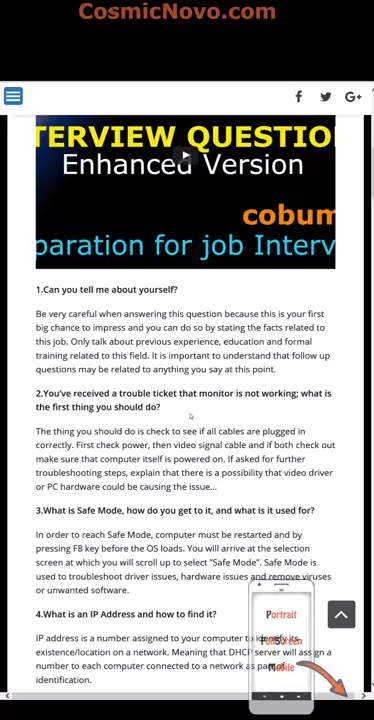 CosmicNovo.com
TERVIEW QUESTIO
Enhanced Version
cobum
paration for job Interv
1.Can you tell me about yourself?
Be very careful when answering this question because this is your first
big chance to impress and you can do so by stating the facts related to
this job. Only talk about previous experience, education and formal
training related to this field. It is important to understand that follow up
questions may be related to anything you say at this point.
2.You've received a trouble ticket that monitor is not working; what is
the first thing you should do?
The thing you should do is check to see if all cables are plugged in
correctly. First check power, then video signal cable and if both check out
make sure that computer itself is powered on. If asked for further
troubleshooting steps, explain that there is a possibility that video driver
or PC hardware could be causing the issue...
3.What is Safe Mode, how do you get to it, and what is it used for?
In order to reach Safe Mode, computer must be restarted and by
pressing F8 key before the OS loads. You will arrive at the selection
screen at which you will scroll up to select "Safe Mode". Safe Mode is
used to troubleshoot driver issues, hardware issues and remove viruses
or unwanted software.
4.What is an IP Address and how to find it?
IP address is a number assigned to your computer to identify its
existence/location on a network. Meaning that DHCP server will assign a
number to each computer connected to a network as part of
identification.
Portrait
FullScreen
Mobile